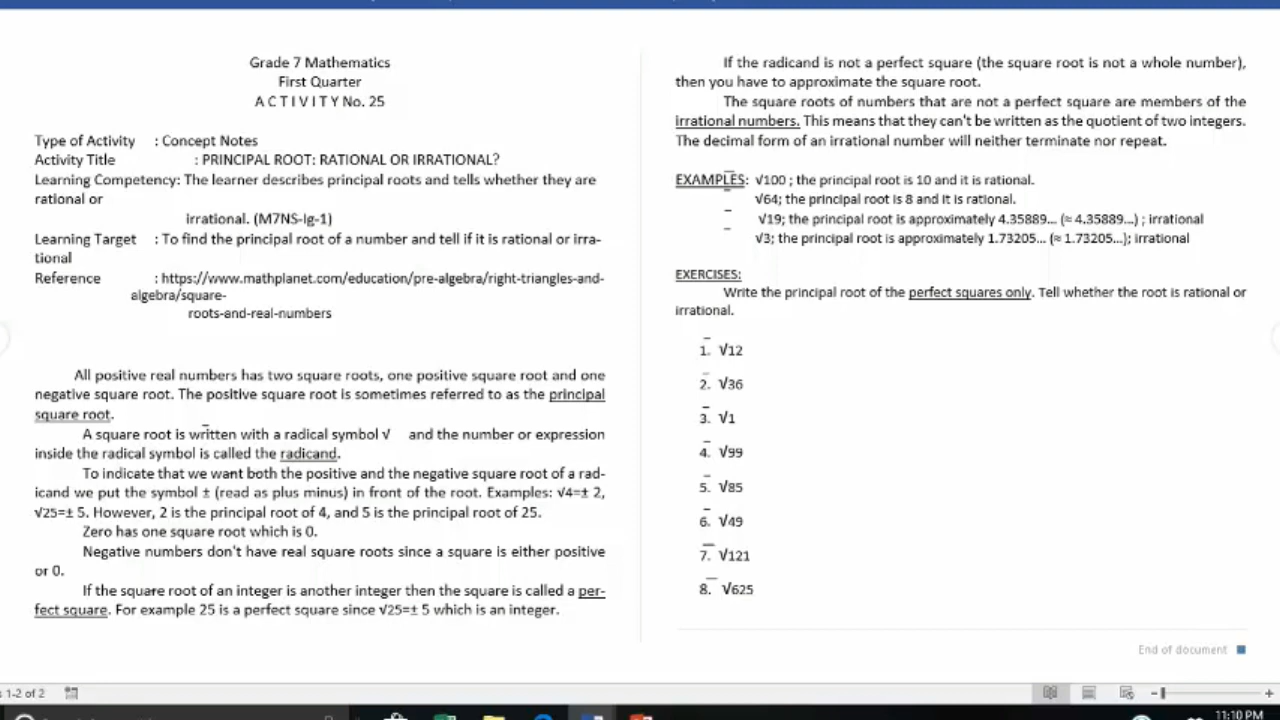 Grade 7 Mathematics
First Quarter
A C T I V I T Y No. 25
Type of Activity : Concept Notes
Activity Title : PRINCIPAL ROOT: RATIONAL OR IRRATIONAL?
Learning Competency: The learner describes principal roots and tells whether they are
rational or
irrational. (M7NS-Ig-1)
Learning Target : To find the principal root of a number and tell if it is rational or irra-
tional
Reference : https://www.mathplanet.com/education/pre-algebra/right-triangles-and-
algebra/square-
roots-and-real-numbers
All positive real numbers has two square roots, one positive square root and one
negative square root. The positive square root is sometimes referred to as the principal
square root.
A square root is written with a radical symbol √ and the number or expression
inside the radical symbol is called the radicand.
To indicate that we want both the positive and the negative square root of a rad-
icand we put the symbol ± (read as plus minus) in front of the root. Examples: √4=± 2,
√25=± 5. However, 2 is the principal root of 4, and 5 is the principal root of 25.
Zero has one square root which is 0.
Negative numbers don't have real square roots since a square is either positive
or 0.
If the square root of an integer is another integer then the square is called a per-
fect square. For example 25 is a perfect square since √25=± 5 which is an integer.
If the radicand is not a perfect square (the square root is not a whole number),
then you have to approximate the square root.
The square roots of numbers that are not a perfect square are members of the
irrational numbers. This means that they can't be written as the quotient of two integers.
The decimal form of an irrational number will neither terminate nor repeat.
EXAMPLES: √100 ; the principal root is 10 and it is rational.
√64; the principal root is 8 and it is rational.
√19; the principal root is approximately 4.35889... (≈ 4.35889...) ; irrational
√3; the principal root is approximately 1.73205... (≈ 1.73205...); irrational
EXERCISES:
Write the principal root of the perfect squares only. Tell whether the root is rational or
irrational.
1. √12
2. √36
3. √1
4. √99
5. √85
6. √49
7. √121
8. √625
End of document
1-2 of 2
11:10 PM